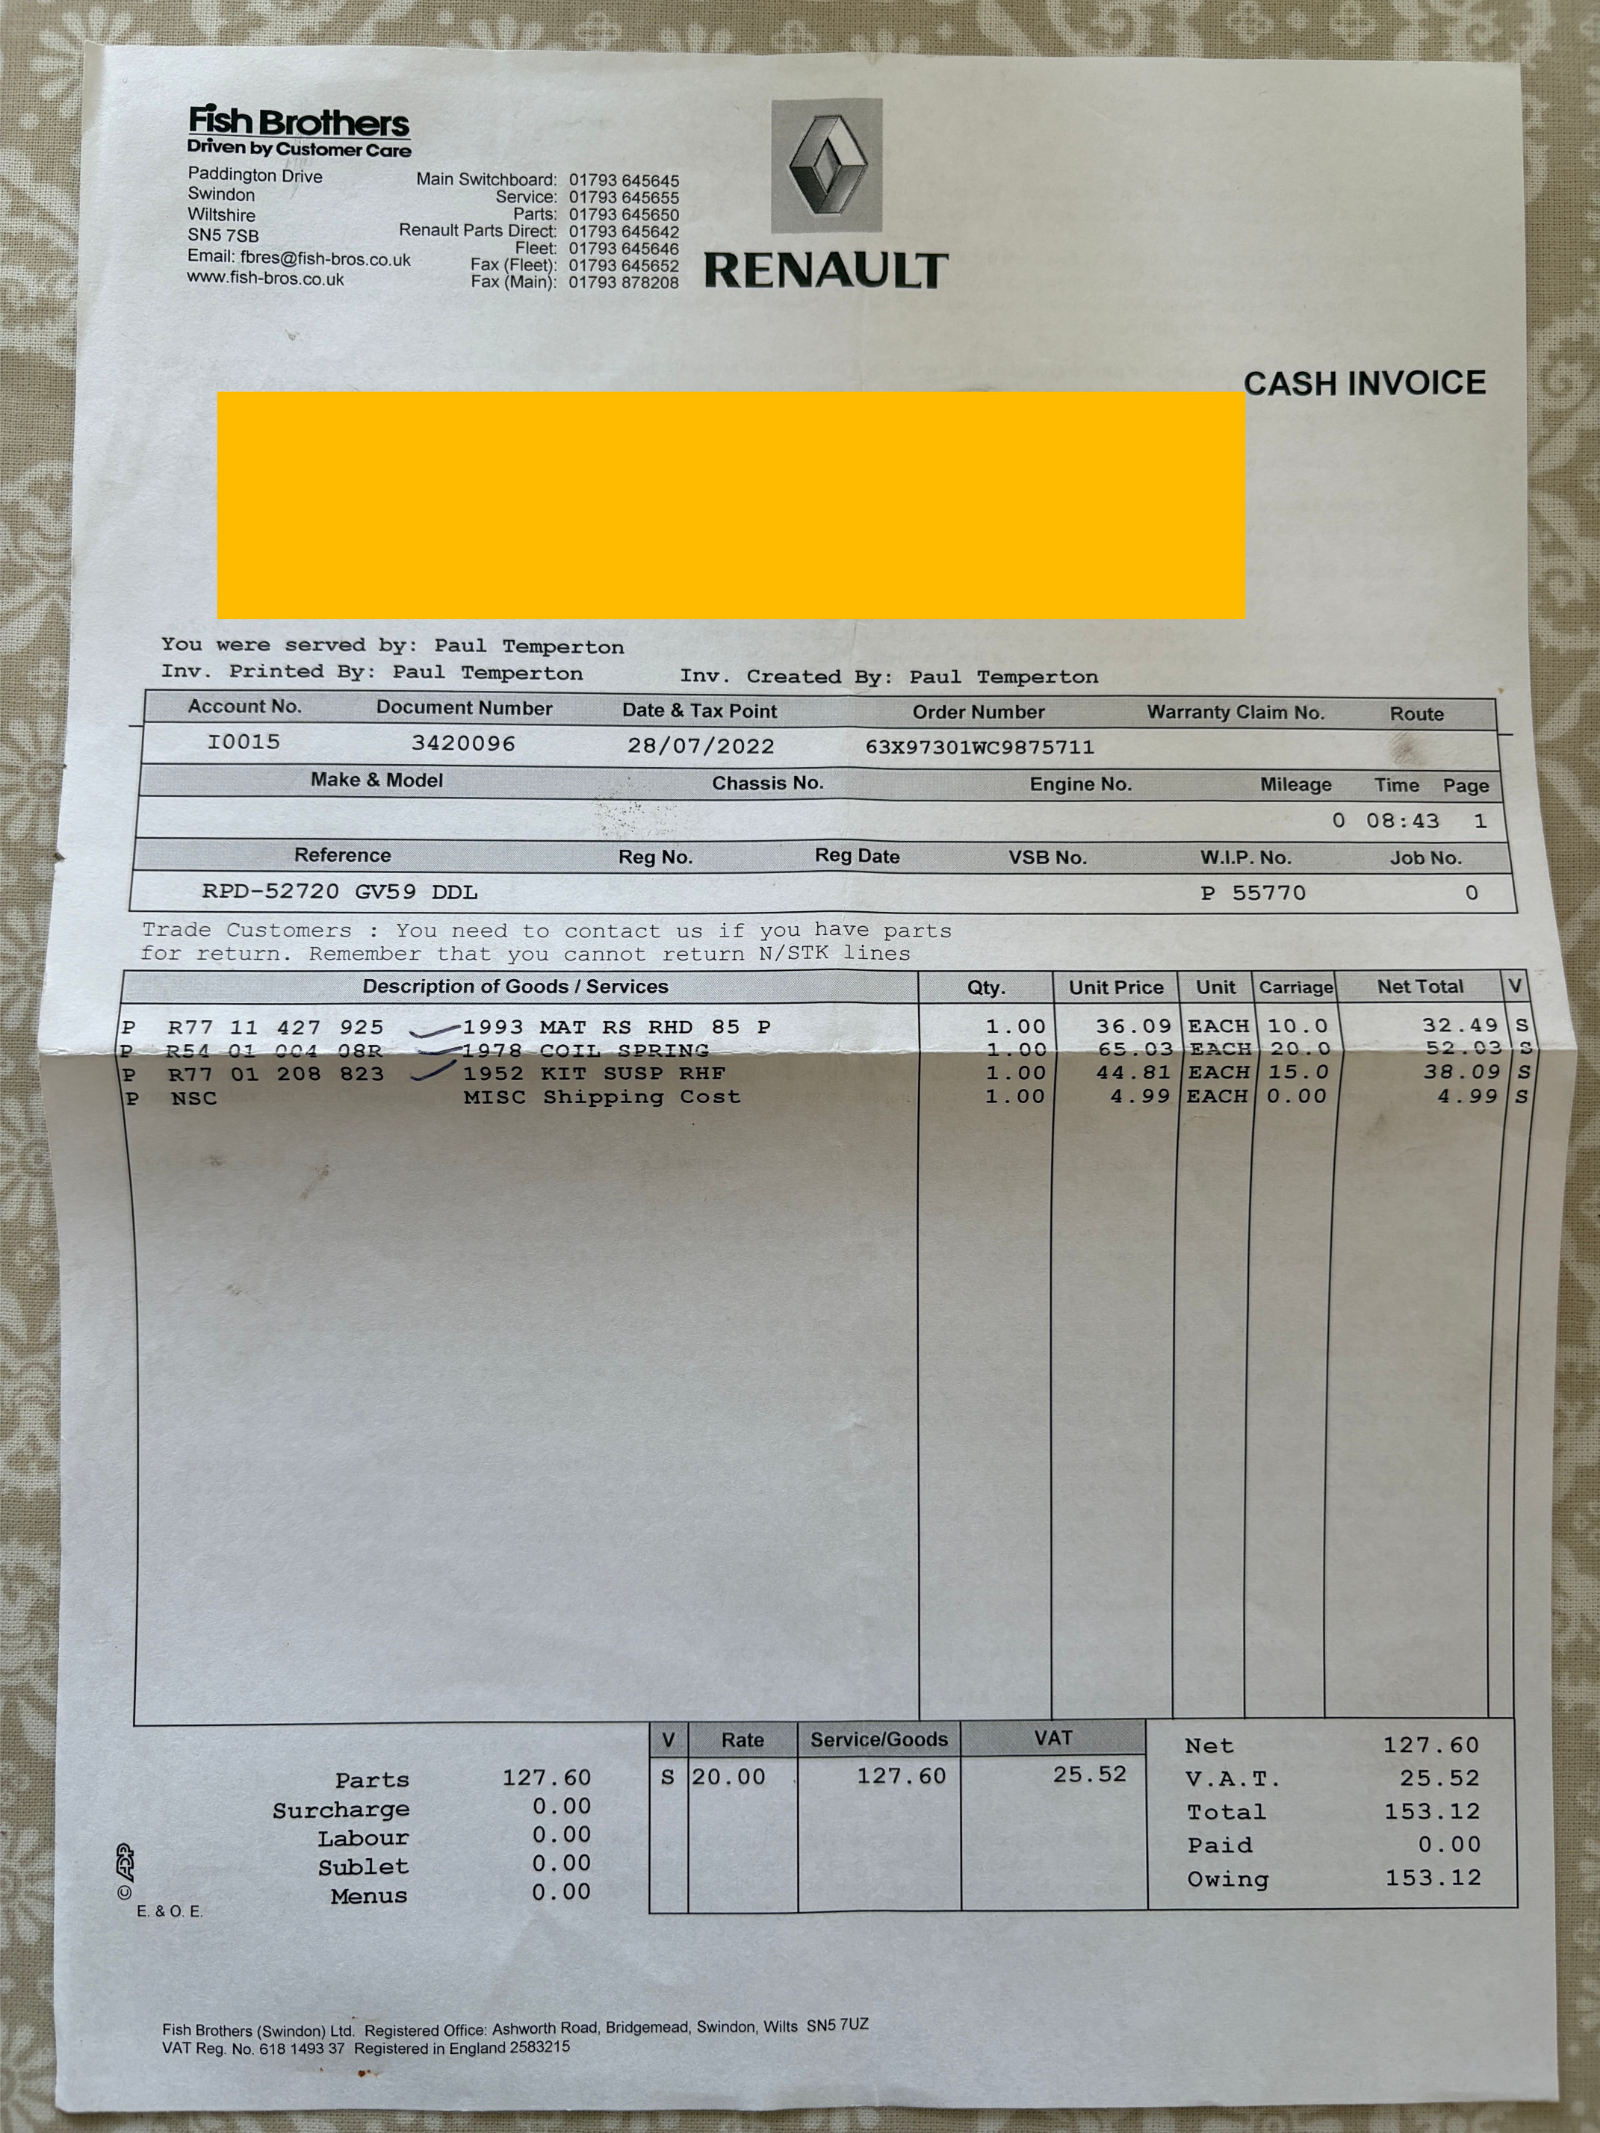 Fish Brothers
Driven by Customer Care
Paddington Drive
Swindon
Wiltshire
SN5 7SB
Email: fbres@fish-bros.co.uk
www.fish-bros.co.uk
Main Switchboard: 01793 645645
Service: 01793 645655
Parts: 01793 645650
Renault Parts Direct: 01793 645642
Fleet: 01793 645646
Fax (Fleet): 01793 645652
Fax (Main): 01793 878208
RENAULT
CASH INVOICE
You were served by: Paul Temperton
Inv. Printed By: Paul Temperton Inv. Created By: Paul Temperton
Account No. Document Number Date & Tax Point Order Number Warranty Claim No. Route
I0015 3420096 28/07/2022 63X97301WC9875711
Make & Model Chassis No. Engine No. Mileage Time Page
0 08:43 1
Reference Reg No. Reg Date VSB No. W.I.P. No. Job No.
RPD-52720 GV59 DDL P 55770 0
Trade Customers : You need to contact us if you have parts
for return. Remember that you cannot return N/STK lines
Description of Goods / Services Qty. Unit Price Unit Carriage Net Total V
P R77 11 427 925 1993 MAT RS RHD 85 P 1.00 36.09 EACH 10.0 32.49 S
P R54 01 004 08R 1978 COIL SPRING 1.00 65.03 EACH 20.0 52.03 S
P R77 01 208 823 1952 KIT SUSP RHF 1.00 44.81 EACH 15.0 38.09 S
P NSC MISC Shipping Cost 1.00 4.99 EACH 0.00 4.99 S
Parts 127.60
Surcharge 0.00
Labour 0.00
Sublet 0.00
Menus 0.00
V Rate Service/Goods VAT
S 20.00 127.60 25.52
Net 127.60
V.A.T. 25.52
Total 153.12
Paid 0.00
Owing 153.12
© ADP
E. & O. E.
Fish Brothers (Swindon) Ltd. Registered Office: Ashworth Road, Bridgemead, Swindon, Wilts SN5 7UZ
VAT Reg. No. 618 1493 37 Registered in England 2583215